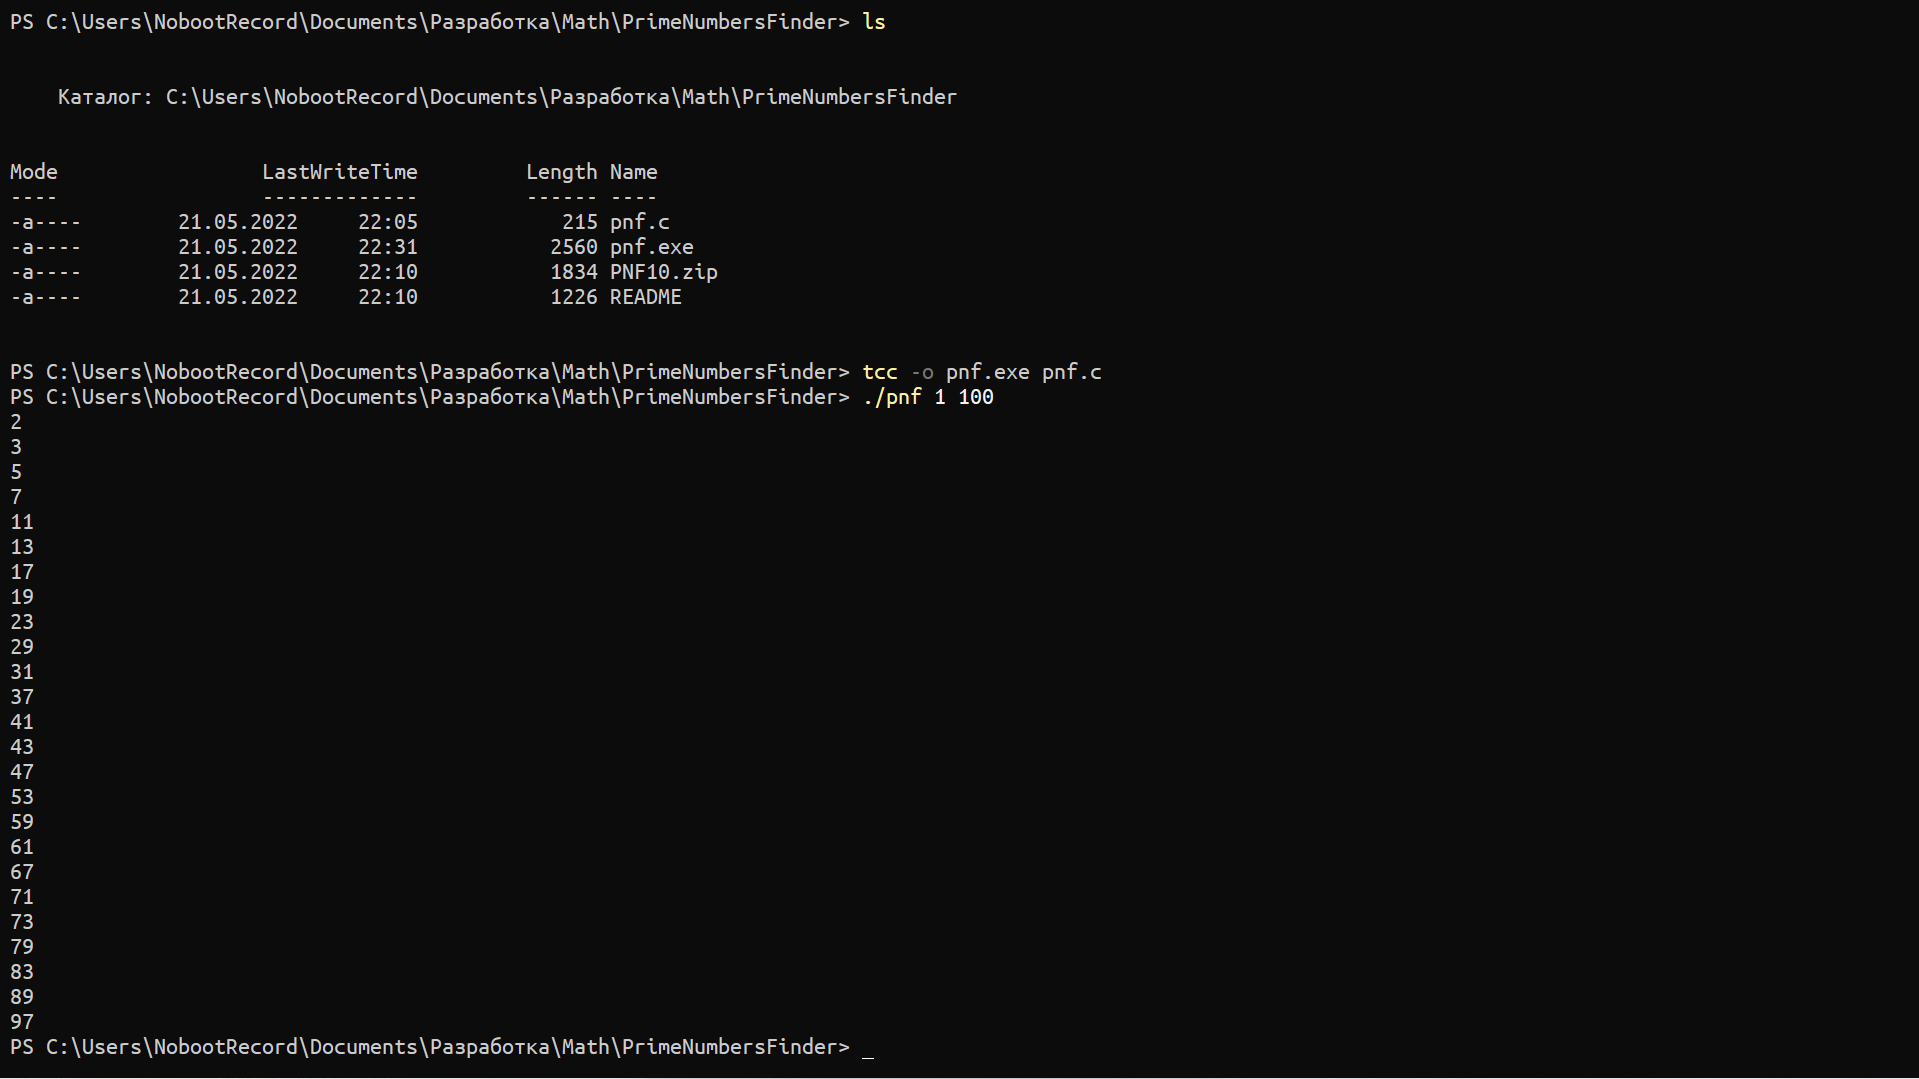 PS C:\Users\NobootRecord\Documents\Разработка\Math\PrimeNumbersFinder> ls
Каталог: C:\Users\NobootRecord\Documents\Разработка\Math\PrimeNumbersFinder
Mode LastWriteTime Length Name
---- ------------- ------ ----
-a---- 21.05.2022 22:05 215 pnf.c
-a---- 21.05.2022 22:31 2560 pnf.exe
-a---- 21.05.2022 22:10 1834 PNF10.zip
-a---- 21.05.2022 22:10 1226 README
PS C:\Users\NobootRecord\Documents\Разработка\Math\PrimeNumbersFinder> tcc -o pnf.exe pnf.c
PS C:\Users\NobootRecord\Documents\Разработка\Math\PrimeNumbersFinder> ./pnf 1 100
2
3
5
7
11
13
17
19
23
29
31
37
41
43
47
53
59
61
67
71
73
79
83
89
97
PS C:\Users\NobootRecord\Documents\Разработка\Math\PrimeNumbersFinder> _